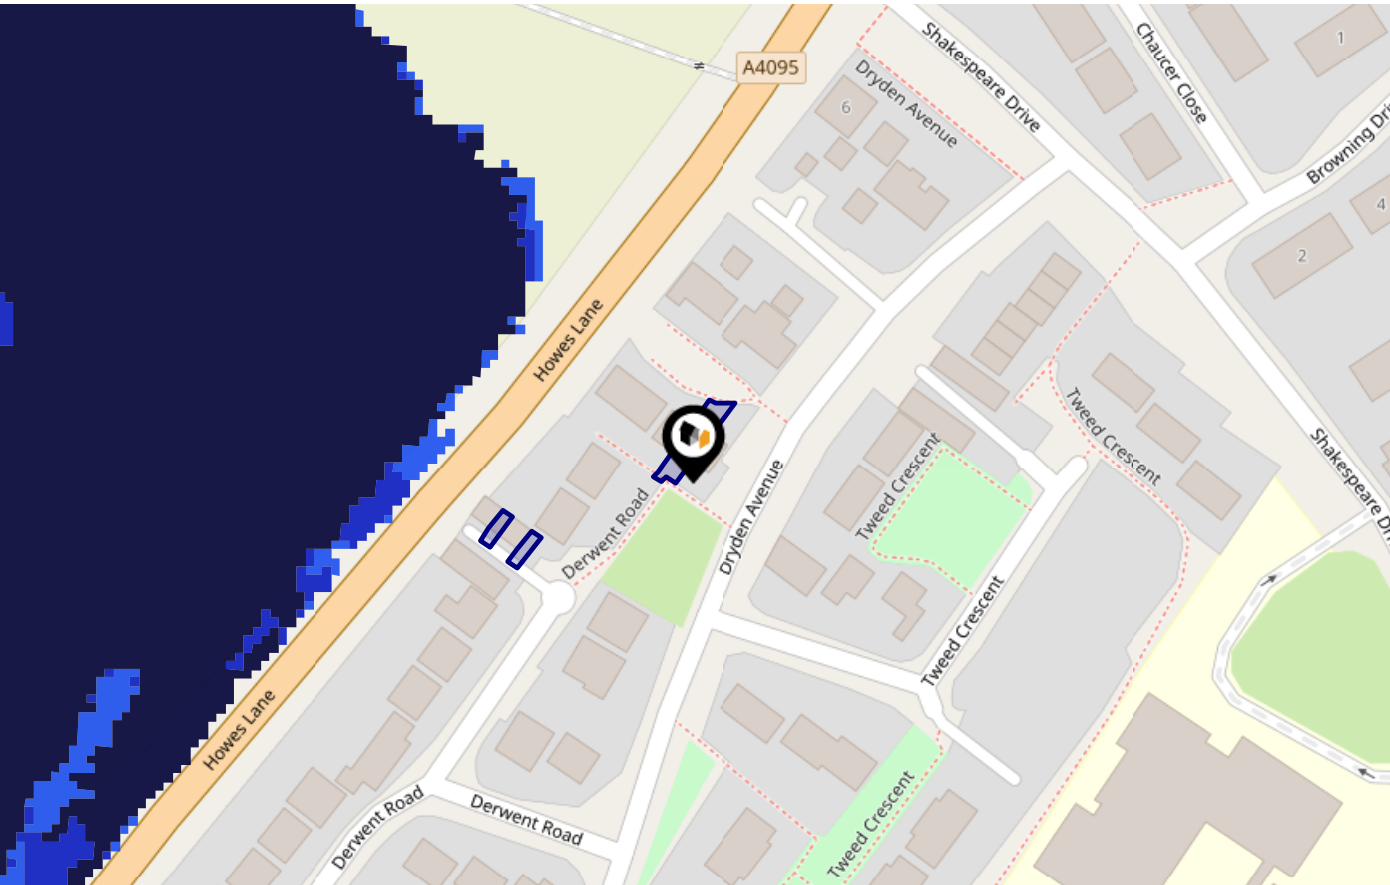 A4095
Shakespeare Drive
Chaucer Close
1
Dryden Avenue
6
Browning Dri
4
2
Howes Lane
Tweed Crescent
Shakespeare Dri
Tweed Crescent
Dryden Avenue
Derwent Road
Tweed Crescent
Howes Lane
Derwent Road
Derwent Road
Tweed Crescent